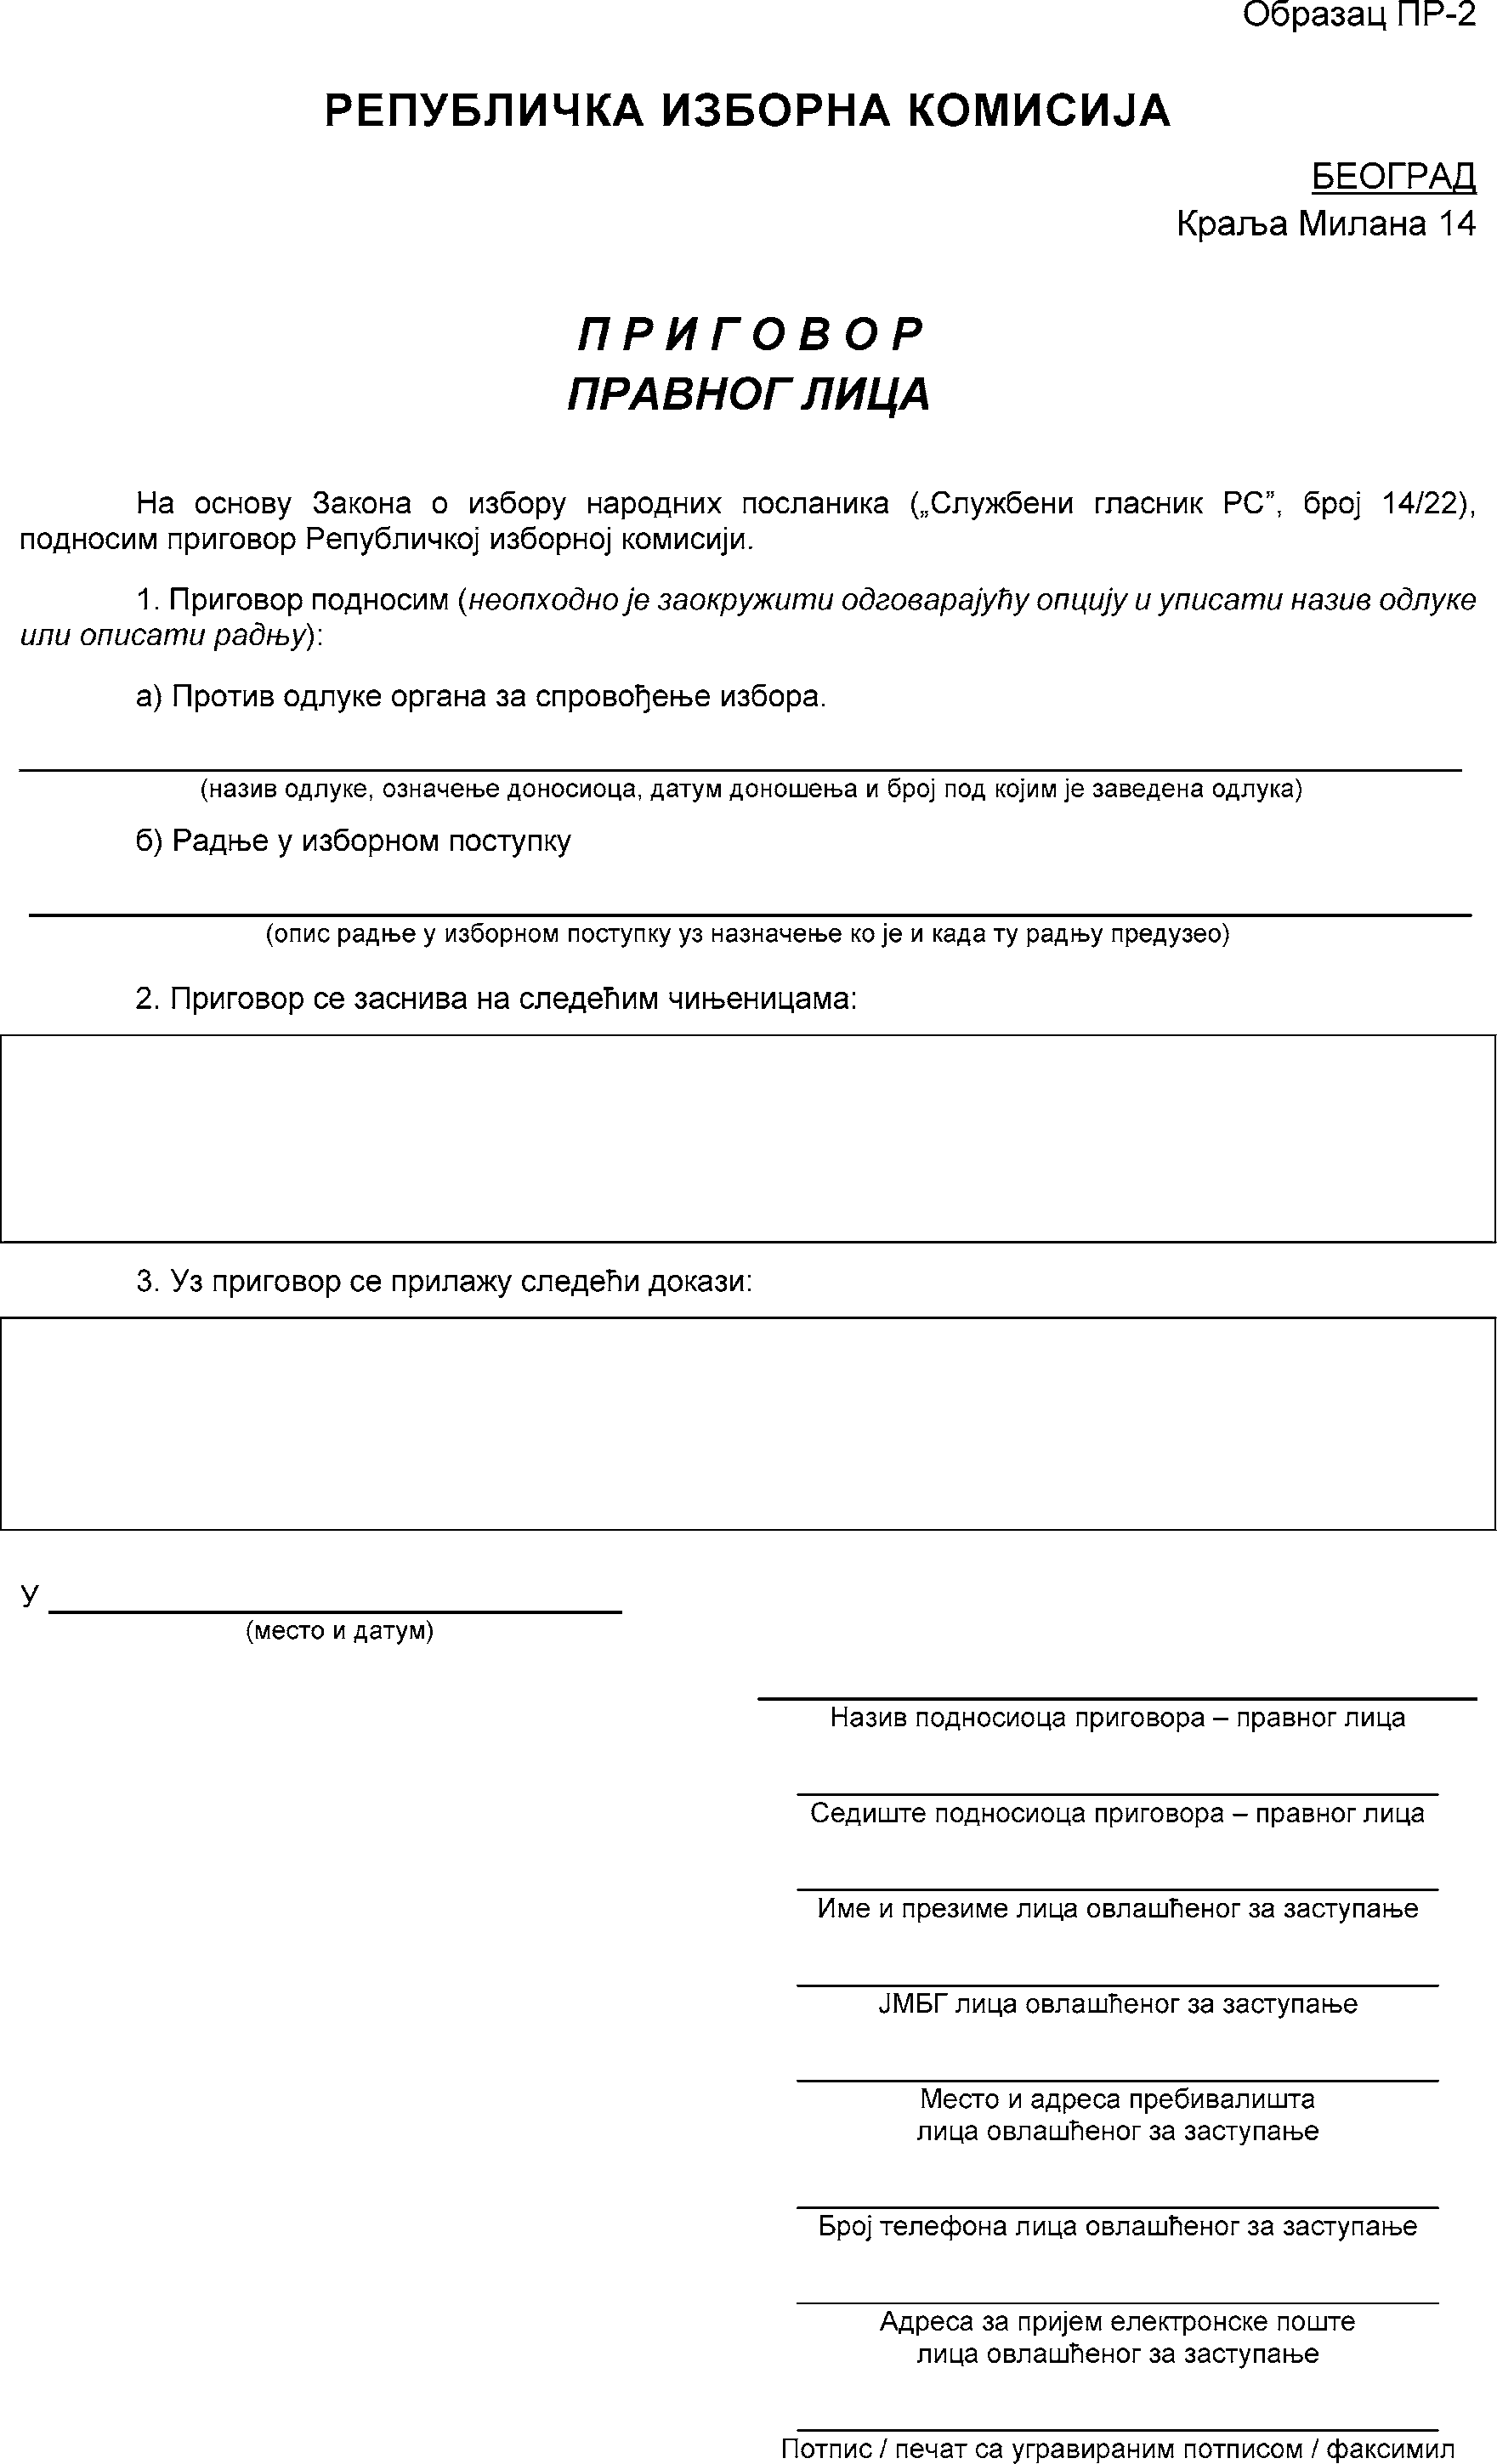 Образац ПР-2
РЕПУБЛИЧКА ИЗБОРНА КОМИСИЈА
БЕОГРАД
Краља Милана 14
П Р И Г О В О Р
ПРАВНОГ ЛИЦА
На основу Закона о избору народних посланика („Службени гласник РС”, број 14/22),
подносим приговор Републичкој изборној комисији.
1. Приговор подносим (неопходно је заокружити одговарајућу опцију и уписати назив одлуке
или описати радњу):
а) Против одлуке органа за спровођење избора.
(назив одлуке, означење доносиоца, датум доношења и број под којим је заведена одлука)
б) Радње у изборном поступку
(опис радње у изборном поступку уз назначење ко је и када ту радњу предузео)
2. Приговор се заснива на следећим чињеницама:
3. Уз приговор се прилажу следећи докази:
У
(место и датум)
Назив подносиоца приговора – правног лица
Седиште подносиоца приговора – правног лица
Име и презиме лица овлашћеног за заступање
ЈМБГ лица овлашћеног за заступање
Место и адреса пребивалишта
лица овлашћеног за заступање
Број телефона лица овлашћеног за заступање
Адреса за пријем електронске поште
лица овлашћеног за заступање
Потпис / печат са угравираним потписом / факсимил